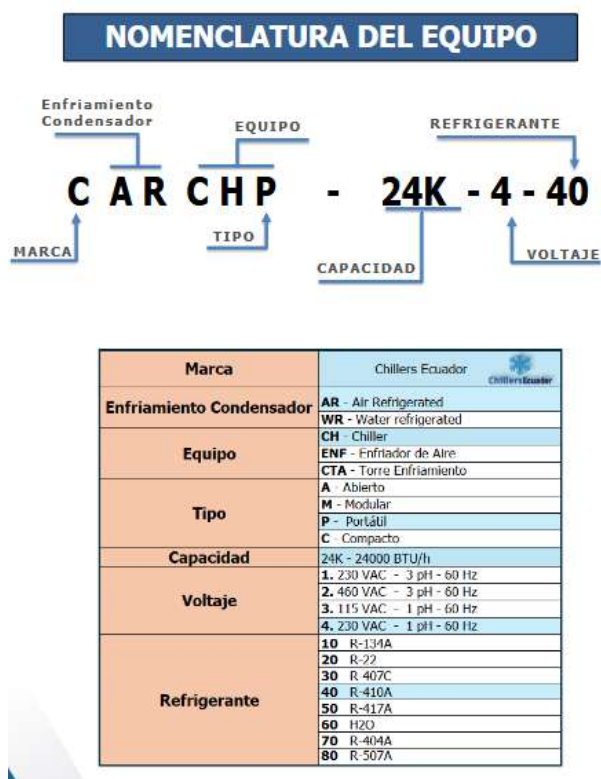 NOMENCLATURA DEL EQUIPO
Enfriamiento
Condensador
EQUIPO
REFRIGERANTE
C AR CHP - 24K - 4 - 40
MARCA
TIPO
CAPACIDAD
VOLTAJE
Marca
Chillers Ecuador
ChillersEcuador
Enfriamiento Condensador
AR - Air Refrigerated
WR - Water refrigerated
Equipo
CH - Chiller
ENF - Enfriador de Aire
CTA - Torre Enfriamiento
Tipo
A - Abierto
M - Modular
P - Portátil
C - Compacto
Capacidad
24K - 24000 BTU/h
Voltaje
1. 230 VAC - 3 pH - 60 Hz
2. 460 VAC - 3 pH - 60 Hz
3. 115 VAC - 1 pH - 60 Hz
4. 230 VAC - 1 pH - 60 Hz
Refrigerante
10 R-134A
20 R-22
30 R-407C
40 R-410A
50 R-417A
60 H2O
70 R-404A
80 R-507A